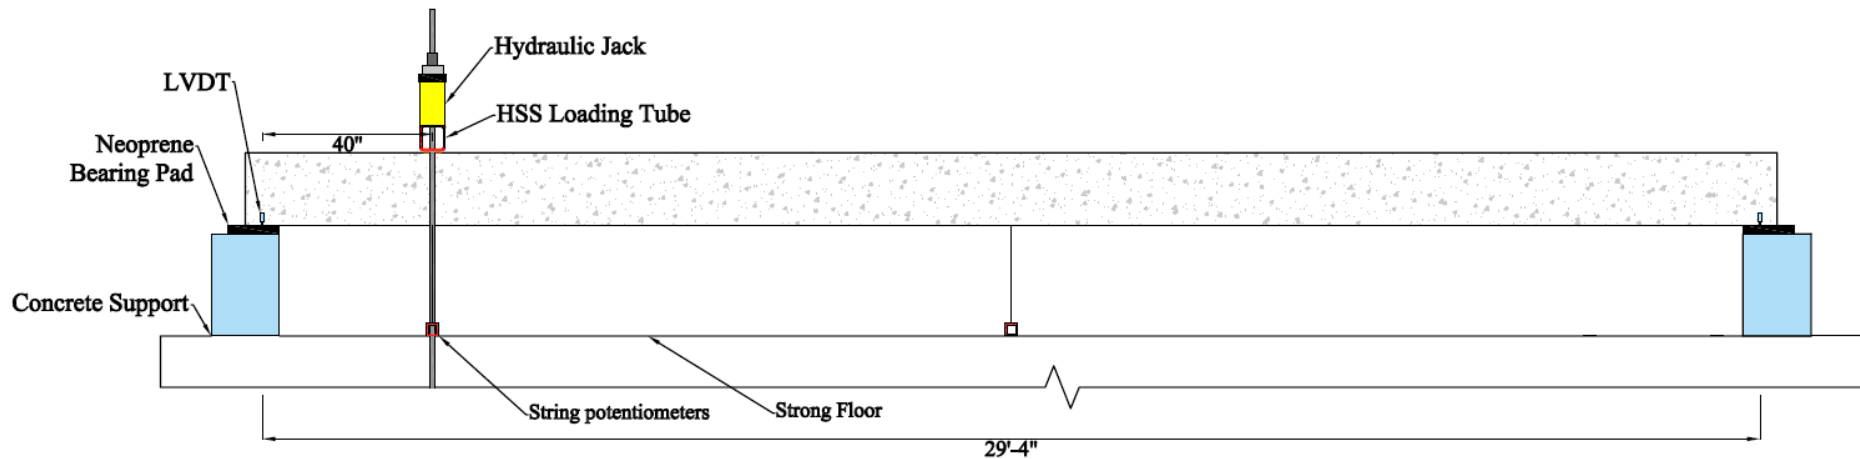 Hydraulic Jack
LVDT
HSS Loading Tube
40"
Neoprene
Bearing Pad
Concrete Support
String potentiometers
Strong Floor
29'-4"